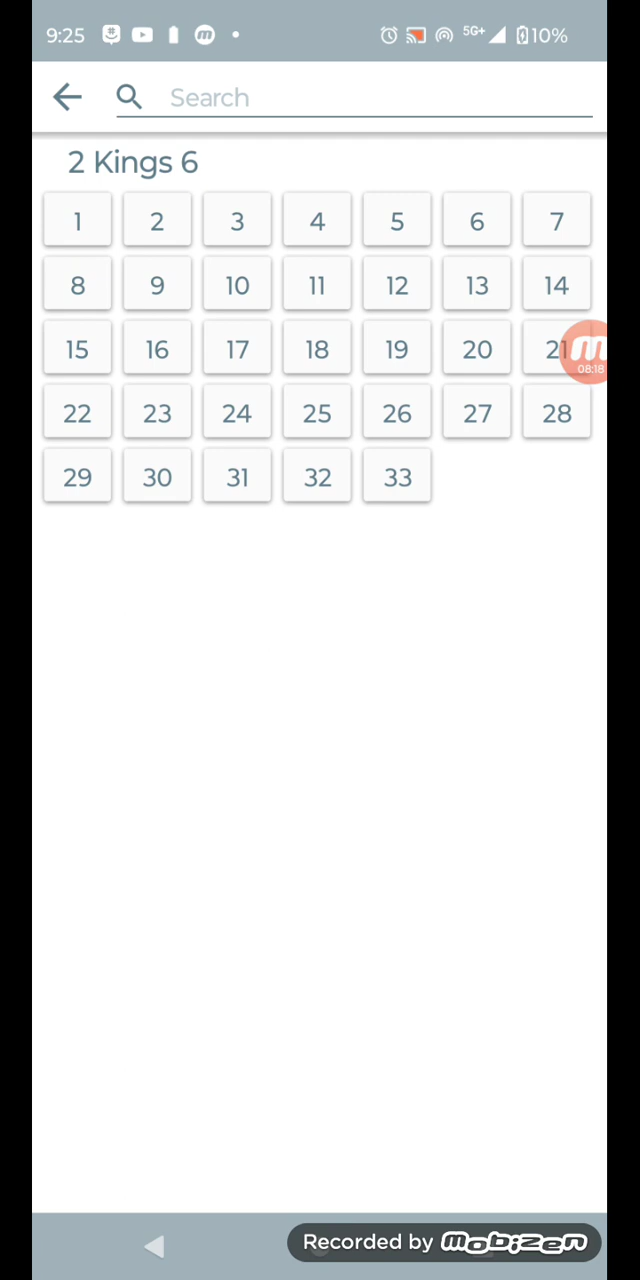 9:25 5G+ 10%
Search
2 Kings 6
1 2 3 4 5 6 7
8 9 10 11 12 13 14
15 16 17 18 19 20 21
08:18
22 23 24 25 26 27 28
29 30 31 32 33
Recorded by mobizen